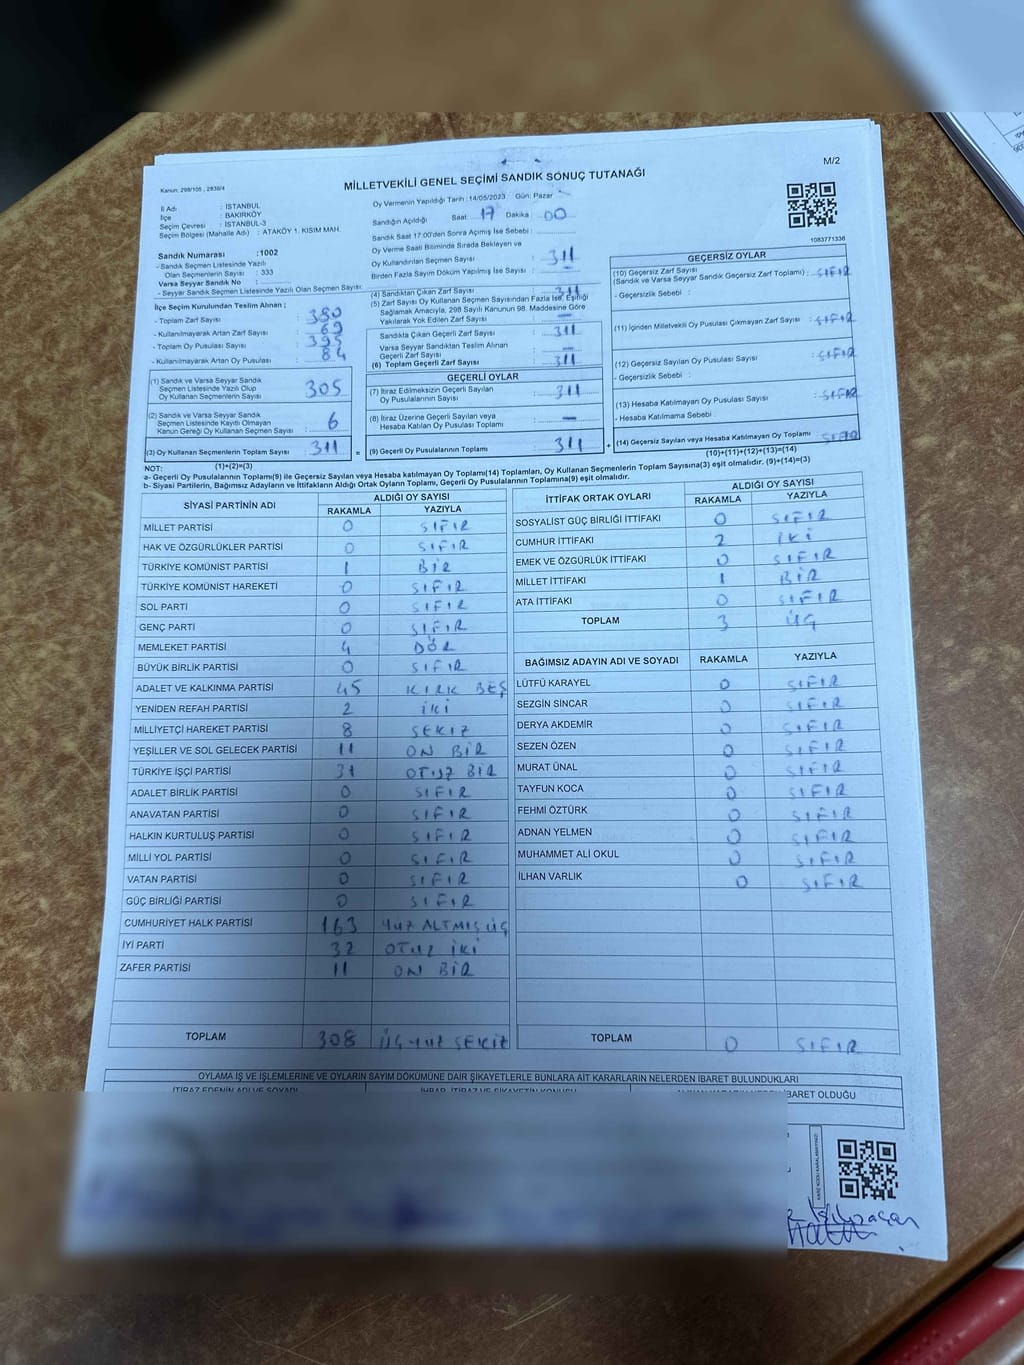 M/2
Kanun; 298/105 ; 2839/4
MİLLETVEKİLİ GENEL SEÇİMİ SANDIK SONUÇ TUTANAĞI
İl Adı : İSTANBUL
İlçe : BAKIRKÖY
Seçim Çevresi : İSTANBUL-3
Seçim Bölgesi (Mahalle Adı) : ATAKÖY 1. KISIM MAH.
Sandık Numarası :1002
- Sandık Seçmen Listesinde Yazılı
Olan Seçmenlerin Sayısı : 333
Varsa Seyyar Sandık No :
- Seyyar Sandık Seçmen Listesinde Yazılı Olan Seçmen Sayısı:
İlçe Seçim Kurulundan Teslim Alınan ;
- Toplam Zarf Sayısı : 380
- Kullanılmayarak Artan Zarf Sayısı : 69
- Toplam Oy Pusulası Sayısı : 395
- Kullanılmayarak Artan Oy Pusulası : 84
(1) Sandık ve Varsa Seyyar Sandık
Seçmen Listesinde Yazılı Olup
Oy Kullanan Seçmenlerin Sayısı : 305
(2) Sandık ve Varsa Seyyar Sandık
Seçmen Listesinde Kayıtlı Olmayan
Kanun Gereği Oy Kullanan Seçmen Sayısı : 6
(3) Oy Kullanan Seçmenlerin Toplam Sayısı : 311
(1)+(2)=(3)
Oy Vermenin Yapıldığı Tarih : 14/05/2023 Gün: Pazar
Sandığın Açıldığı Saat: 17 Dakika : 00
Sandık Saat 17:00'den Sonra Açımış İse Sebebi :
Oy Verme Saati Bitiminde Sırada Bekleyen ve
Oy Kullandırılan Seçmen Sayısı : 311
Birden Fazla Sayım Döküm Yapılmış İse Sayısı : —
(4) Sandıktan Çıkan Zarf Sayısı : 311
(5) Zarf Sayısı Oy Kullanan Seçmen Sayısından Fazla İse, Eşitliği
Sağlamak Amacıyla, 298 Sayılı Kanunun 98. Maddesine Göre
Yakılarak Yok Edilen Zarf Sayısı : —
Sandıkta Çıkan Geçerli Zarf Sayısı : 311
Varsa Seyyar Sandıktan Teslim Alınan
Geçerli Zarf Sayısı : —
(6) Toplam Geçerli Zarf Sayısı : 311
GEÇERLİ OYLAR
(7) İtiraz Edilmeksizin Geçerli Sayılan
Oy Pusulasının Sayısı : 311
(8) İtiraz Üzerine Geçerli Sayılan veya
Hesaba Katılan Oy Pusulası Toplamı : —
= (9) Geçerli Oy Pusulalarının Toplamı : 311 +
1083771336
GEÇERSİZ OYLAR
(10) Geçersiz Zarf Sayısı
(Sandık ve Varsa Seyyar Sandık Geçersiz Zarf Toplamı) : SIFIR
- Geçersizlik Sebebi :
(11) İçinden Milletvekili Oy Pusulası Çıkmayan Zarf Sayısı : SIFIR
(12) Geçersiz Sayılan Oy Pusulası Sayısı : SIFIR
- Geçersizlik Sebebi :
(13) Hesaba Katılmayan Oy Pusulası Sayısı : SIFIR
- Hesaba Katılmama Sebebi :
(14) Geçersiz Sayılan veya Hesaba Katılmayan Oy Toplamı : SIFIR
(10)+(11)+(12)+(13)=(14)
NOT:
a- Geçerli Oy Pusulalarının Toplamı(9) ile Geçersiz Sayılan veya Hesaba katılmayan Oy Toplamı(14) Toplamları, Oy Kullanan Seçmenlerin Toplam Sayısına(3) eşit olmalıdır. (9)+(14)=(3)
b- Siyasi Partilerin, Bağımsız Adayların ve İttifakların Aldığı Ortak Oyların Toplamı, Geçerli Oy Pusulalarının Toplamına(9) eşit olmalıdır.
SİYASİ PARTİNİN ADI ALDIĞI OY SAYISI
RAKAMLA YAZIYLA
MİLLET PARTİSİ 0 SIFIR
HAK VE ÖZGÜRLÜKLER PARTİSİ 0 SIFIR
TÜRKİYE KOMÜNİST PARTİSİ 1 BİR
TÜRKİYE KOMÜNİST HAREKETİ 0 SIFIR
SOL PARTİ 0 SIFIR
GENÇ PARTİ 0 SIFIR
MEMLEKET PARTİSİ 4 DÖR
BÜYÜK BİRLİK PARTİSİ 0 SIFIR
ADALET VE KALKINMA PARTİSİ 45 KIRK BEŞ
YENİDEN REFAH PARTİSİ 2 İKİ
MİLLİYETÇİ HAREKET PARTİSİ 8 SEKİZ
YEŞİLLER VE SOL GELECEK PARTİSİ 11 ON BİR
TÜRKİYE İŞÇİ PARTİSİ 31 OTUZ BİR
ADALET BİRLİK PARTİSİ 0 SIFIR
ANAVATAN PARTİSİ 0 SIFIR
HALKIN KURTULUŞ PARTİSİ 0 SIFIR
MİLLİ YOL PARTİSİ 0 SIFIR
VATAN PARTİSİ 0 SIFIR
GÜÇ BİRLİĞİ PARTİSİ 0 SIFIR
CUMHURİYET HALK PARTİSİ 163 YÜZ ALTMIŞ ÜÇ
İYİ PARTİ 32 OTUZ İKİ
ZAFER PARTİSİ 11 ON BİR
TOPLAM 308 ÜÇ YÜZ SEKİZ
İTTİFAK ORTAK OYLARI ALDIĞI OY SAYISI
RAKAMLA YAZIYLA
SOSYALİST GÜÇ BİRLİĞİ İTTİFAKI 0 SIFIR
CUMHUR İTTİFAKI 2 İKİ
EMEK VE ÖZGÜRLÜK İTTİFAKI 0 SIFIR
MİLLET İTTİFAKI 1 BİR
ATA İTTİFAKI 0 SIFIR
TOPLAM 3 ÜÇ
BAĞIMSIZ ADAYIN ADI VE SOYADI RAKAMLA YAZIYLA
LÜTFÜ KARAYEL 0 SIFIR
SEZGİN SİNCAR 0 SIFIR
DERYA AKDEMİR 0 SIFIR
SEZEN ÖZEN 0 SIFIR
MURAT ÜNAL 0 SIFIR
TAYFUN KOCA 0 SIFIR
FEHMİ ÖZTÜRK 0 SIFIR
ADNAN YELMEN 0 SIFIR
MUHAMMET ALİ OKUL 0 SIFIR
İLHAN VARLIK 0 SIFIR
TOPLAM 0 SIFIR
OYLAMA İŞ VE İŞLEMLERİNE VE OYLARIN SAYIM DÖKÜMÜNE DAİR ŞİKAYETLERLE BUNLARA AİT KARARLARIN NELERDEN İBARET BULUNDUKLARI
İTİRAZ EDENİN ADI VE SOYADI İHBAR, İTİRAZ VE ŞİKAYETİN KONUSU İBARET OLDUĞU
KARE KODU KARALAMAYINIZ!